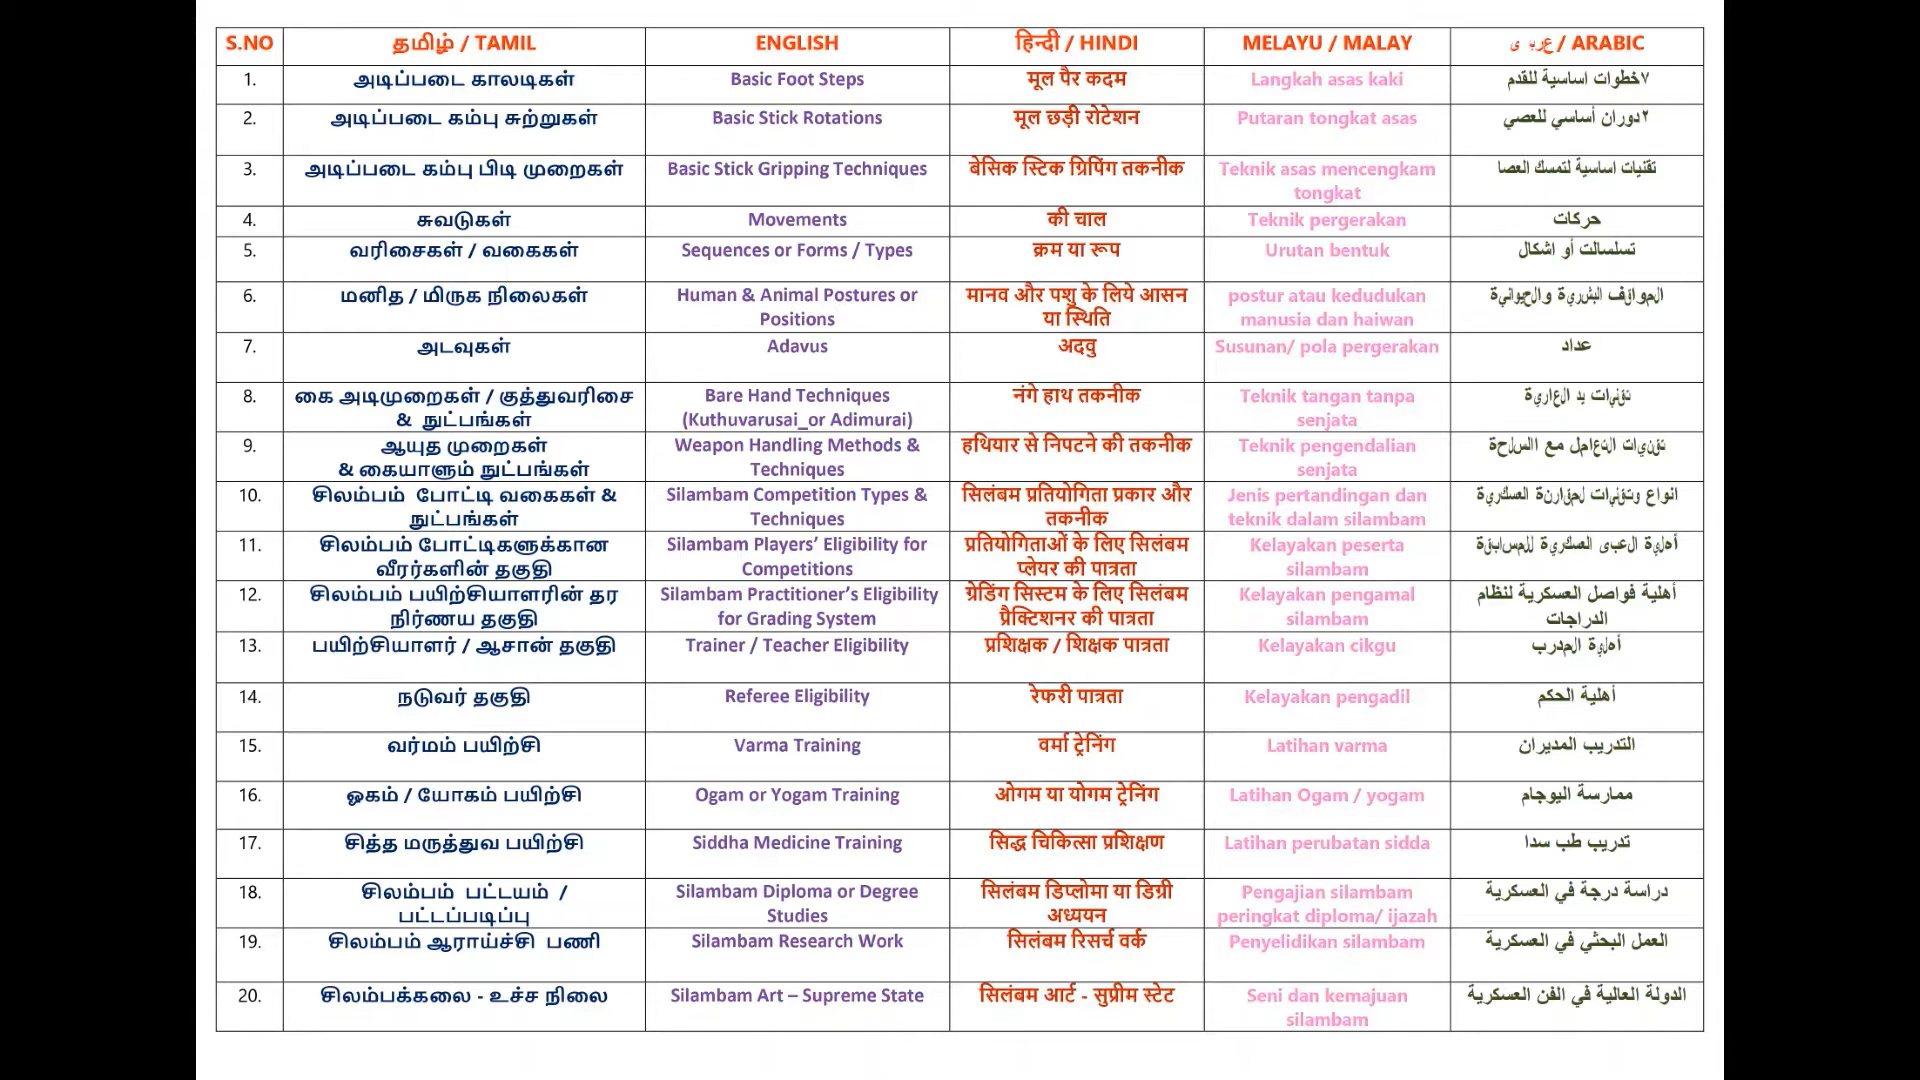 S.NO தமிழ் / TAMIL ENGLISH हिन्दी / HINDI MELAYU / MALAY / ARABIC
1. அடிப்படை காலடிகள் Basic Foot Steps मूल पैर कदम Langkah asas kaki ٧خطوات اساسية للقدم
2. அடிப்படை கம்பு சுற்றுகள் Basic Stick Rotations मूल छड़ी रोटेशन Putaran tongkat asas ٢دوران أساسي للعصي
3. அடிப்படை கம்பு பிடி முறைகள் Basic Stick Gripping Techniques बेसिक स्टिक ग्रिपिंग तकनीक Teknik asas mencengkam تقنيات اساسية لتمسك العصا
tongkat
4. சுவடுகள் Movements की चाल Teknik pergerakan حركات
5. வரிசைகள் / வகைகள் Sequences or Forms / Types क्रम या रूप Urutan bentuk تسلسالت أو اشكال
6. மனித / மிருக நிலைகள் Human & Animal Postures or मानव और पशु के लिये आसन postur atau kedudukan
Positions या स्थिति manusia dan haiwan
7. அடவுகள் Adavus अदवु Susunan/ pola pergerakan عداد
8. கை அடிமுறைகள் / குத்துவரிசை Bare Hand Techniques नंगे हाथ तकनीक Teknik tangan tanpa
& நுட்பங்கள் (Kuthuvarusai_or Adimurai) senjata
9. ஆயுத முறைகள் Weapon Handling Methods & हथियार से निपटने की तकनीक Teknik pengendalian
& கையாளும் நுட்பங்கள் Techniques senjata
10. சிலம்பம் போட்டி வகைகள் & Silambam Competition Types & सिलंबम प्रतियोगिता प्रकार और Jenis pertandingan dan
நுட்பங்கள் Techniques तकनीक teknik dalam silambam
11. சிலம்பம் போட்டிகளுக்கான Silambam Players’ Eligibility for प्रतियोगिताओं के लिए सिलंबम Kelayakan peserta
வீரர்களின் தகுதி Competitions प्लेयर की पात्रता silambam
12. சிலம்பம் பயிற்சியாளரின் தர Silambam Practitioner’s Eligibility ग्रेडिंग सिस्टम के लिए सिलंबम Kelayakan pengamal أهلية فواصل العسكرية لنظام
நிர்ணய தகுதி for Grading System प्रैक्टिशनर की पात्रता silambam الدراجات
13. பயிற்சியாளர் / ஆசான் தகுதி Trainer / Teacher Eligibility प्रशिक्षक / शिक्षक पात्रता Kelayakan cikgu أهلية المدرب
14. நடுவர் தகுதி Referee Eligibility रेफरी पात्रता Kelayakan pengadil أهلية الحكم
15. வர்மம் பயிற்சி Varma Training वर्मा ट्रेनिंग Latihan varma التدريب المديران
16. ஓகம் / யோகம் பயிற்சி Ogam or Yogam Training ओगम या योगम ट्रेनिंग Latihan Ogam / yogam ممارسة اليوجام
17. சித்த மருத்துவ பயிற்சி Siddha Medicine Training सिद्ध चिकित्सा प्रशिक्षण Latihan perubatan sidda تدريب طب سدا
18. சிலம்பம் பட்டயம் / Silambam Diploma or Degree सिलंबम डिप्लोमा या डिग्री Pengajian silambam دراسة درجة في العسكرية
பட்டப்படிப்பு Studies अध्ययन peringkat diploma/ ijazah
19. சிலம்பம் ஆராய்ச்சி பணி Silambam Research Work सिलंबम रिसर्च वर्क Penyelidikan silambam العمل البحثي في العسكرية
20. சிலம்பக்கலை - உச்ச நிலை Silambam Art – Supreme State सिलंबम आर्ट - सुप्रीम स्टेट Seni dan kemajuan الدولة العالية في الفن العسكرية
silambam